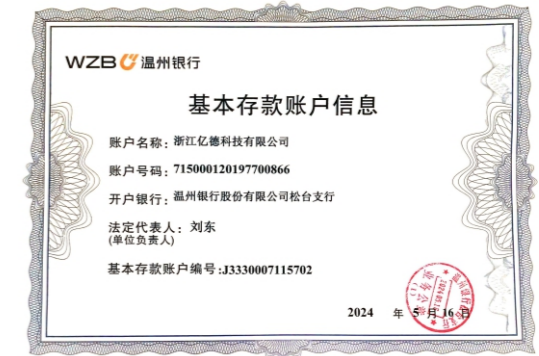 WZB 温州银行
基本存款账户信息
账户名称：浙江亿德科技有限公司
账户号码：715000120197700866
开户银行：温州银行股份有限公司松台支行
法定代表人：刘东
(单位负责人)
基本存款账户编号：J3330007115702
2024 年 5 月 16 日
业务公章